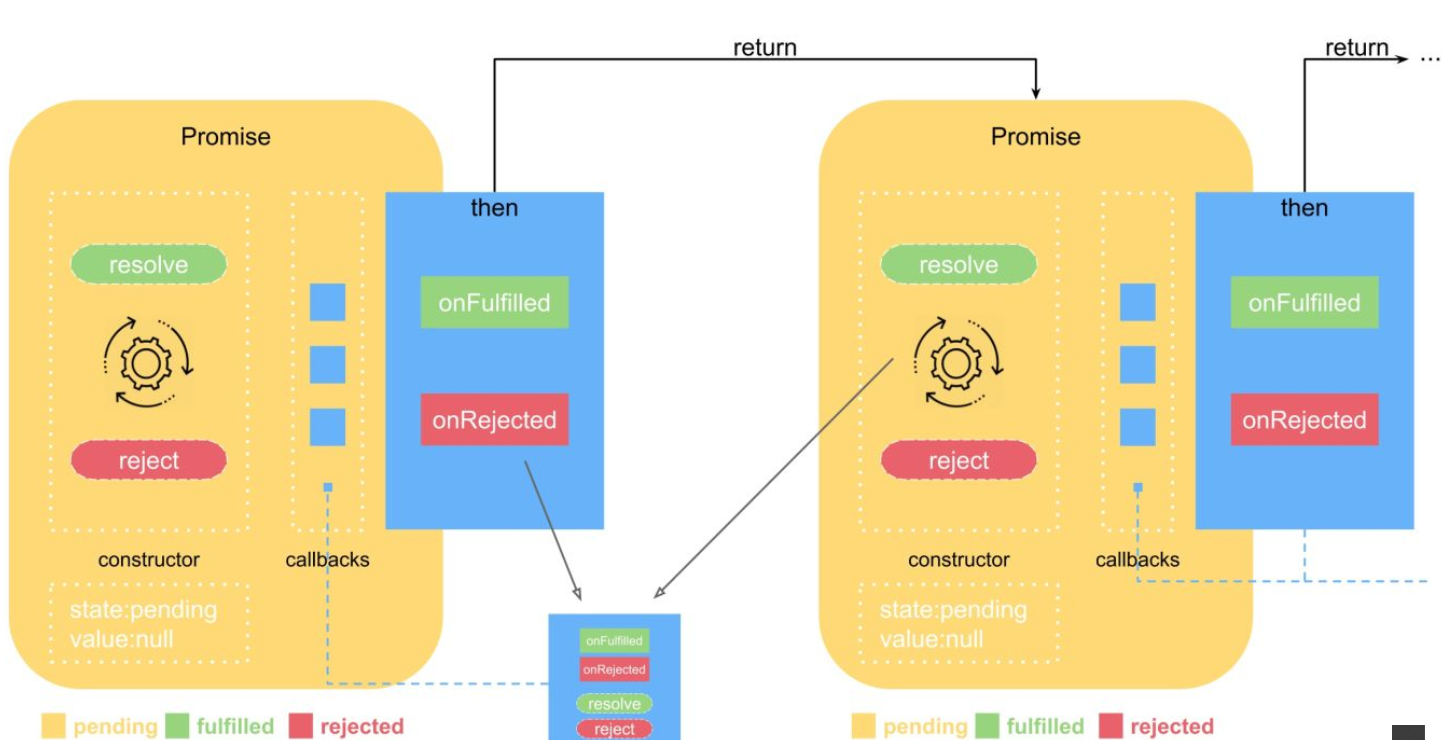 return
return
...
Promise
then
resolve
onFulfilled
onRejected
reject
constructor
callbacks
state:pending
value:null
pending
fulfilled
rejected
onFulfilled
onRejected
resolve
reject
Promise
then
resolve
onFulfilled
onRejected
reject
constructor
callbacks
state:pending
value:null
pending
fulfilled
rejected